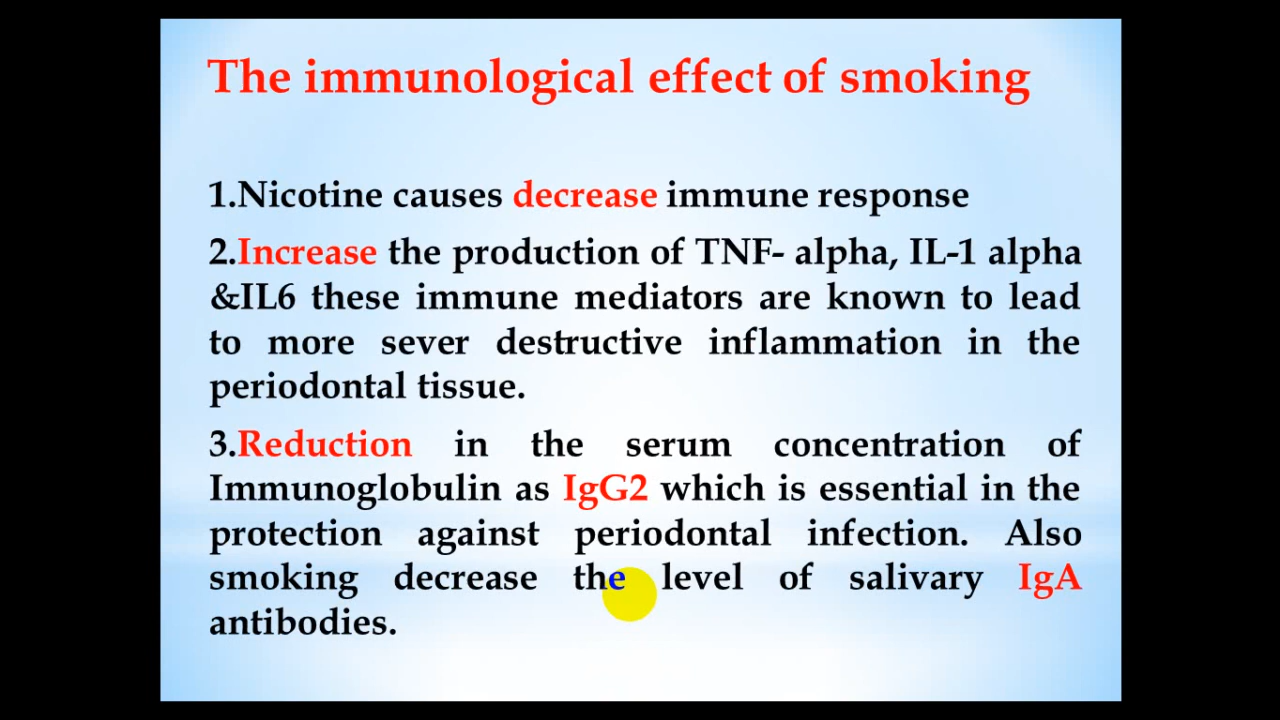 The immunological effect of smoking
1.Nicotine causes decrease immune response
2.Increase the production of TNF- alpha, IL-1 alpha
&IL6 these immune mediators are known to lead
to more sever destructive inflammation in the
periodontal tissue.
3.Reduction in the serum concentration of
Immunoglobulin as IgG2 which is essential in the
protection against periodontal infection. Also
smoking decrease the level of salivary IgA
antibodies.